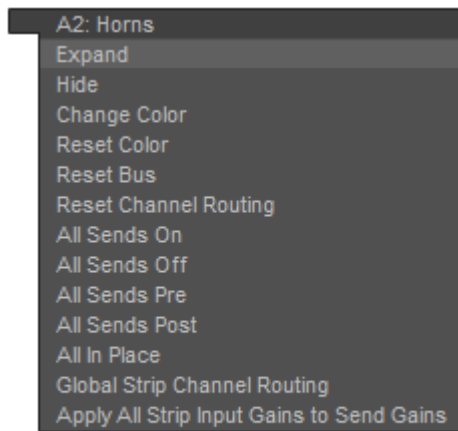 A2: Horns
Expand
Hide
Change Color
Reset Color
Reset Bus
Reset Channel Routing
All Sends On
All Sends Off
All Sends Pre
All Sends Post
All In Place
Global Strip Channel Routing
Apply All Strip Input Gains to Send Gains